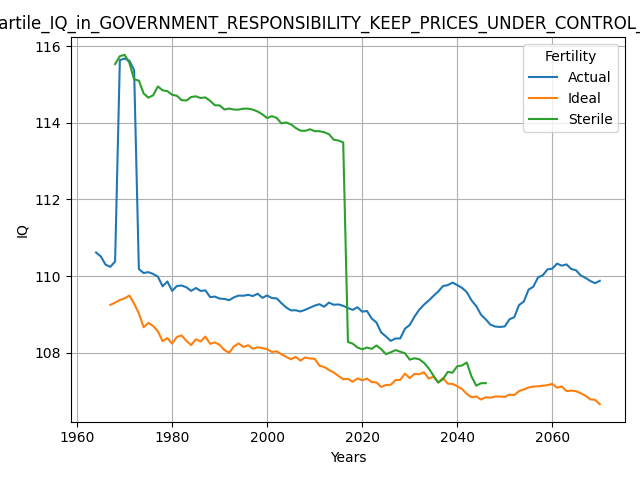 artile_IQ_in_GOVERNMENT_RESPONSIBILITY_KEEP_PRICES_UNDER_CONTROL_
116
114
112
110
108
IQ
Fertility
Actual
Ideal
Sterile
1960
1980
2000
2020
2040
2060
Years